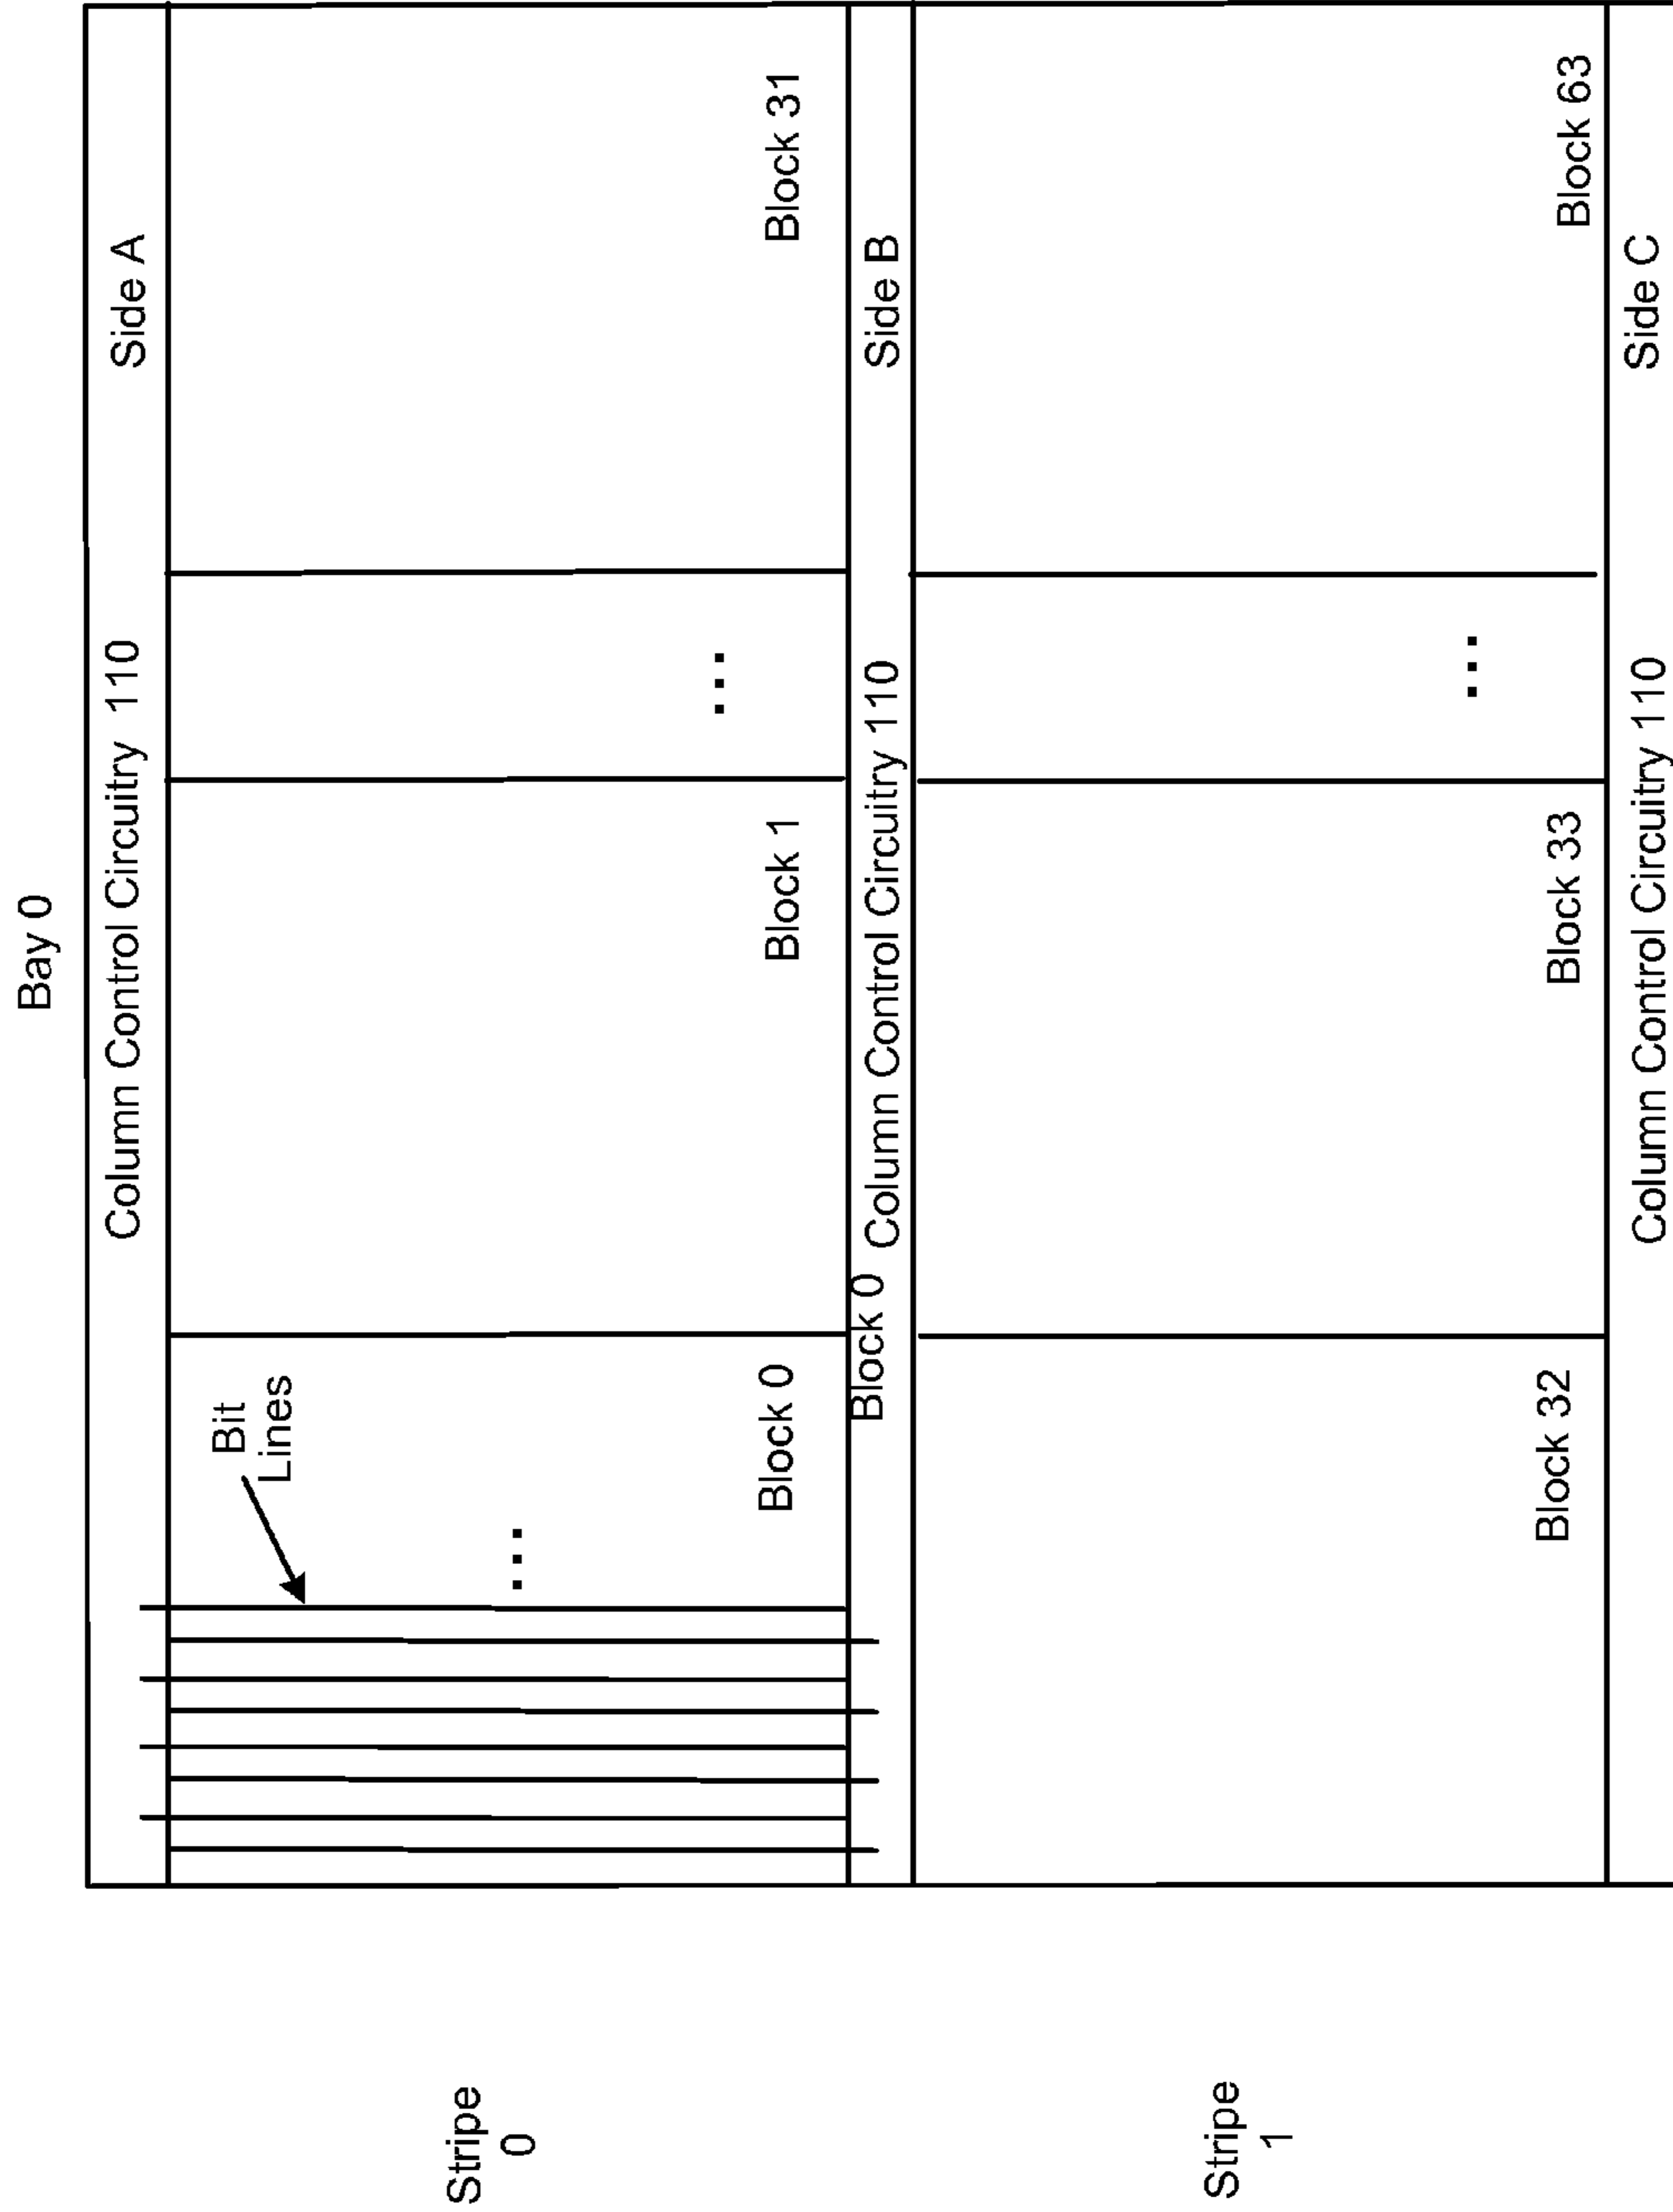 Bay 0
Column Control Circuitry 110
Side A
Bit
Lines
Stripe
0
...
...
Block 0
Block 1
Block 31
Block 0
Column Control Circuitry 110
Side B
Stripe
1
...
Block 32
Block 33
Block 63
Column Control Circuitry 110
Side C